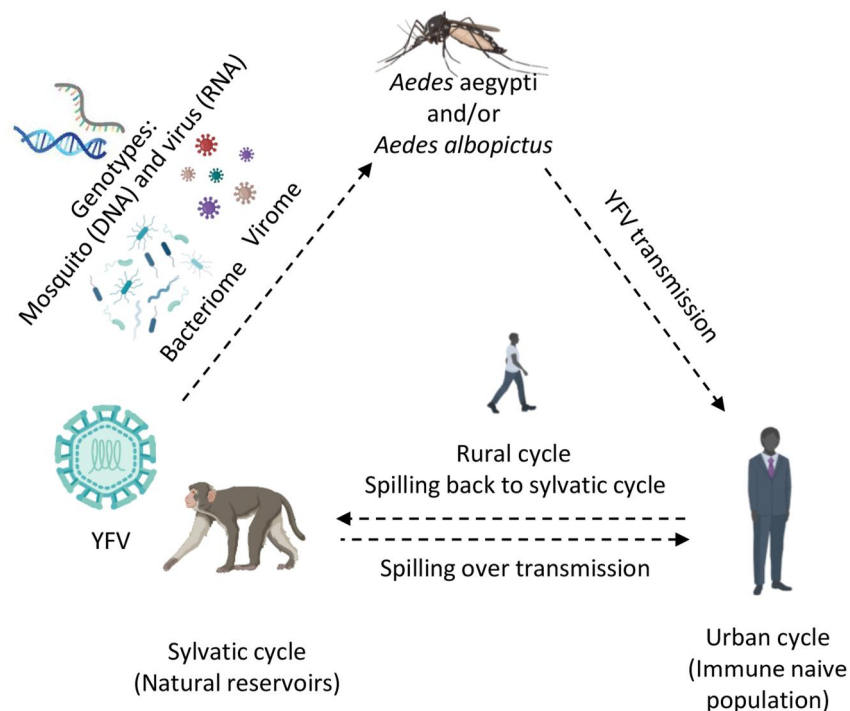 Aedes aegypti
and/or
Aedes albopictus
Genotypes:
Mosquito (DNA) and virus (RNA)
Virome
Bacteriome
YFV transmission
Rural cycle
Spilling back to sylvatic cycle
Spilling over transmission
YFV
Sylvatic cycle
(Natural reservoirs)
Urban cycle
(Immune naive
population)